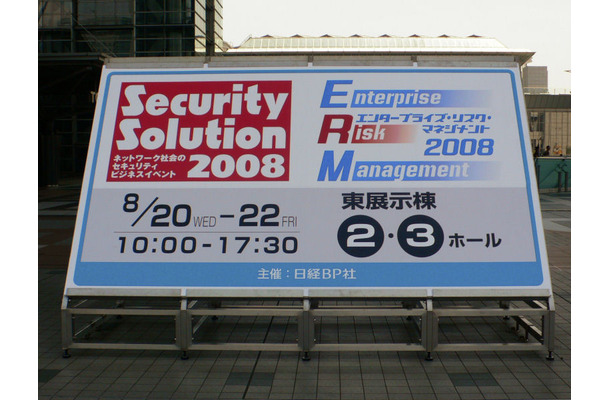 Security
Solution
ネットワーク社会の
セキュリティ
ビジネスイベント
2008
Enterprise
エンタープライズ・リスク・
Risk
マネジメント
2008
Management
8/20 WED - 22 FRI
10:00 - 17:30
東展示棟
2・3ホール
主催：日経BP社